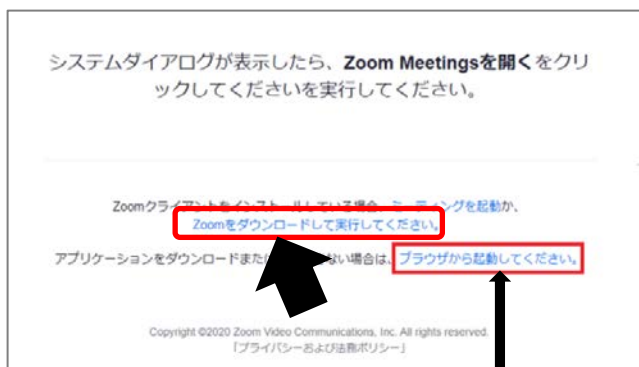 システムダイアログが表示したら、Zoom Meetingsを開くをクリ
ックしてくださいを実行してください。
Zoomクライアントをインストールしている場合、ミーティングを起動か、
Zoomをダウンロードして実行してください。
アプリケーションをダウンロードまたは ない場合は、ブラウザから起動してください。
Copyright ©2020 Zoom Video Communications, Inc. All rights reserved.
「プライバシーおよび法務ポリシー」